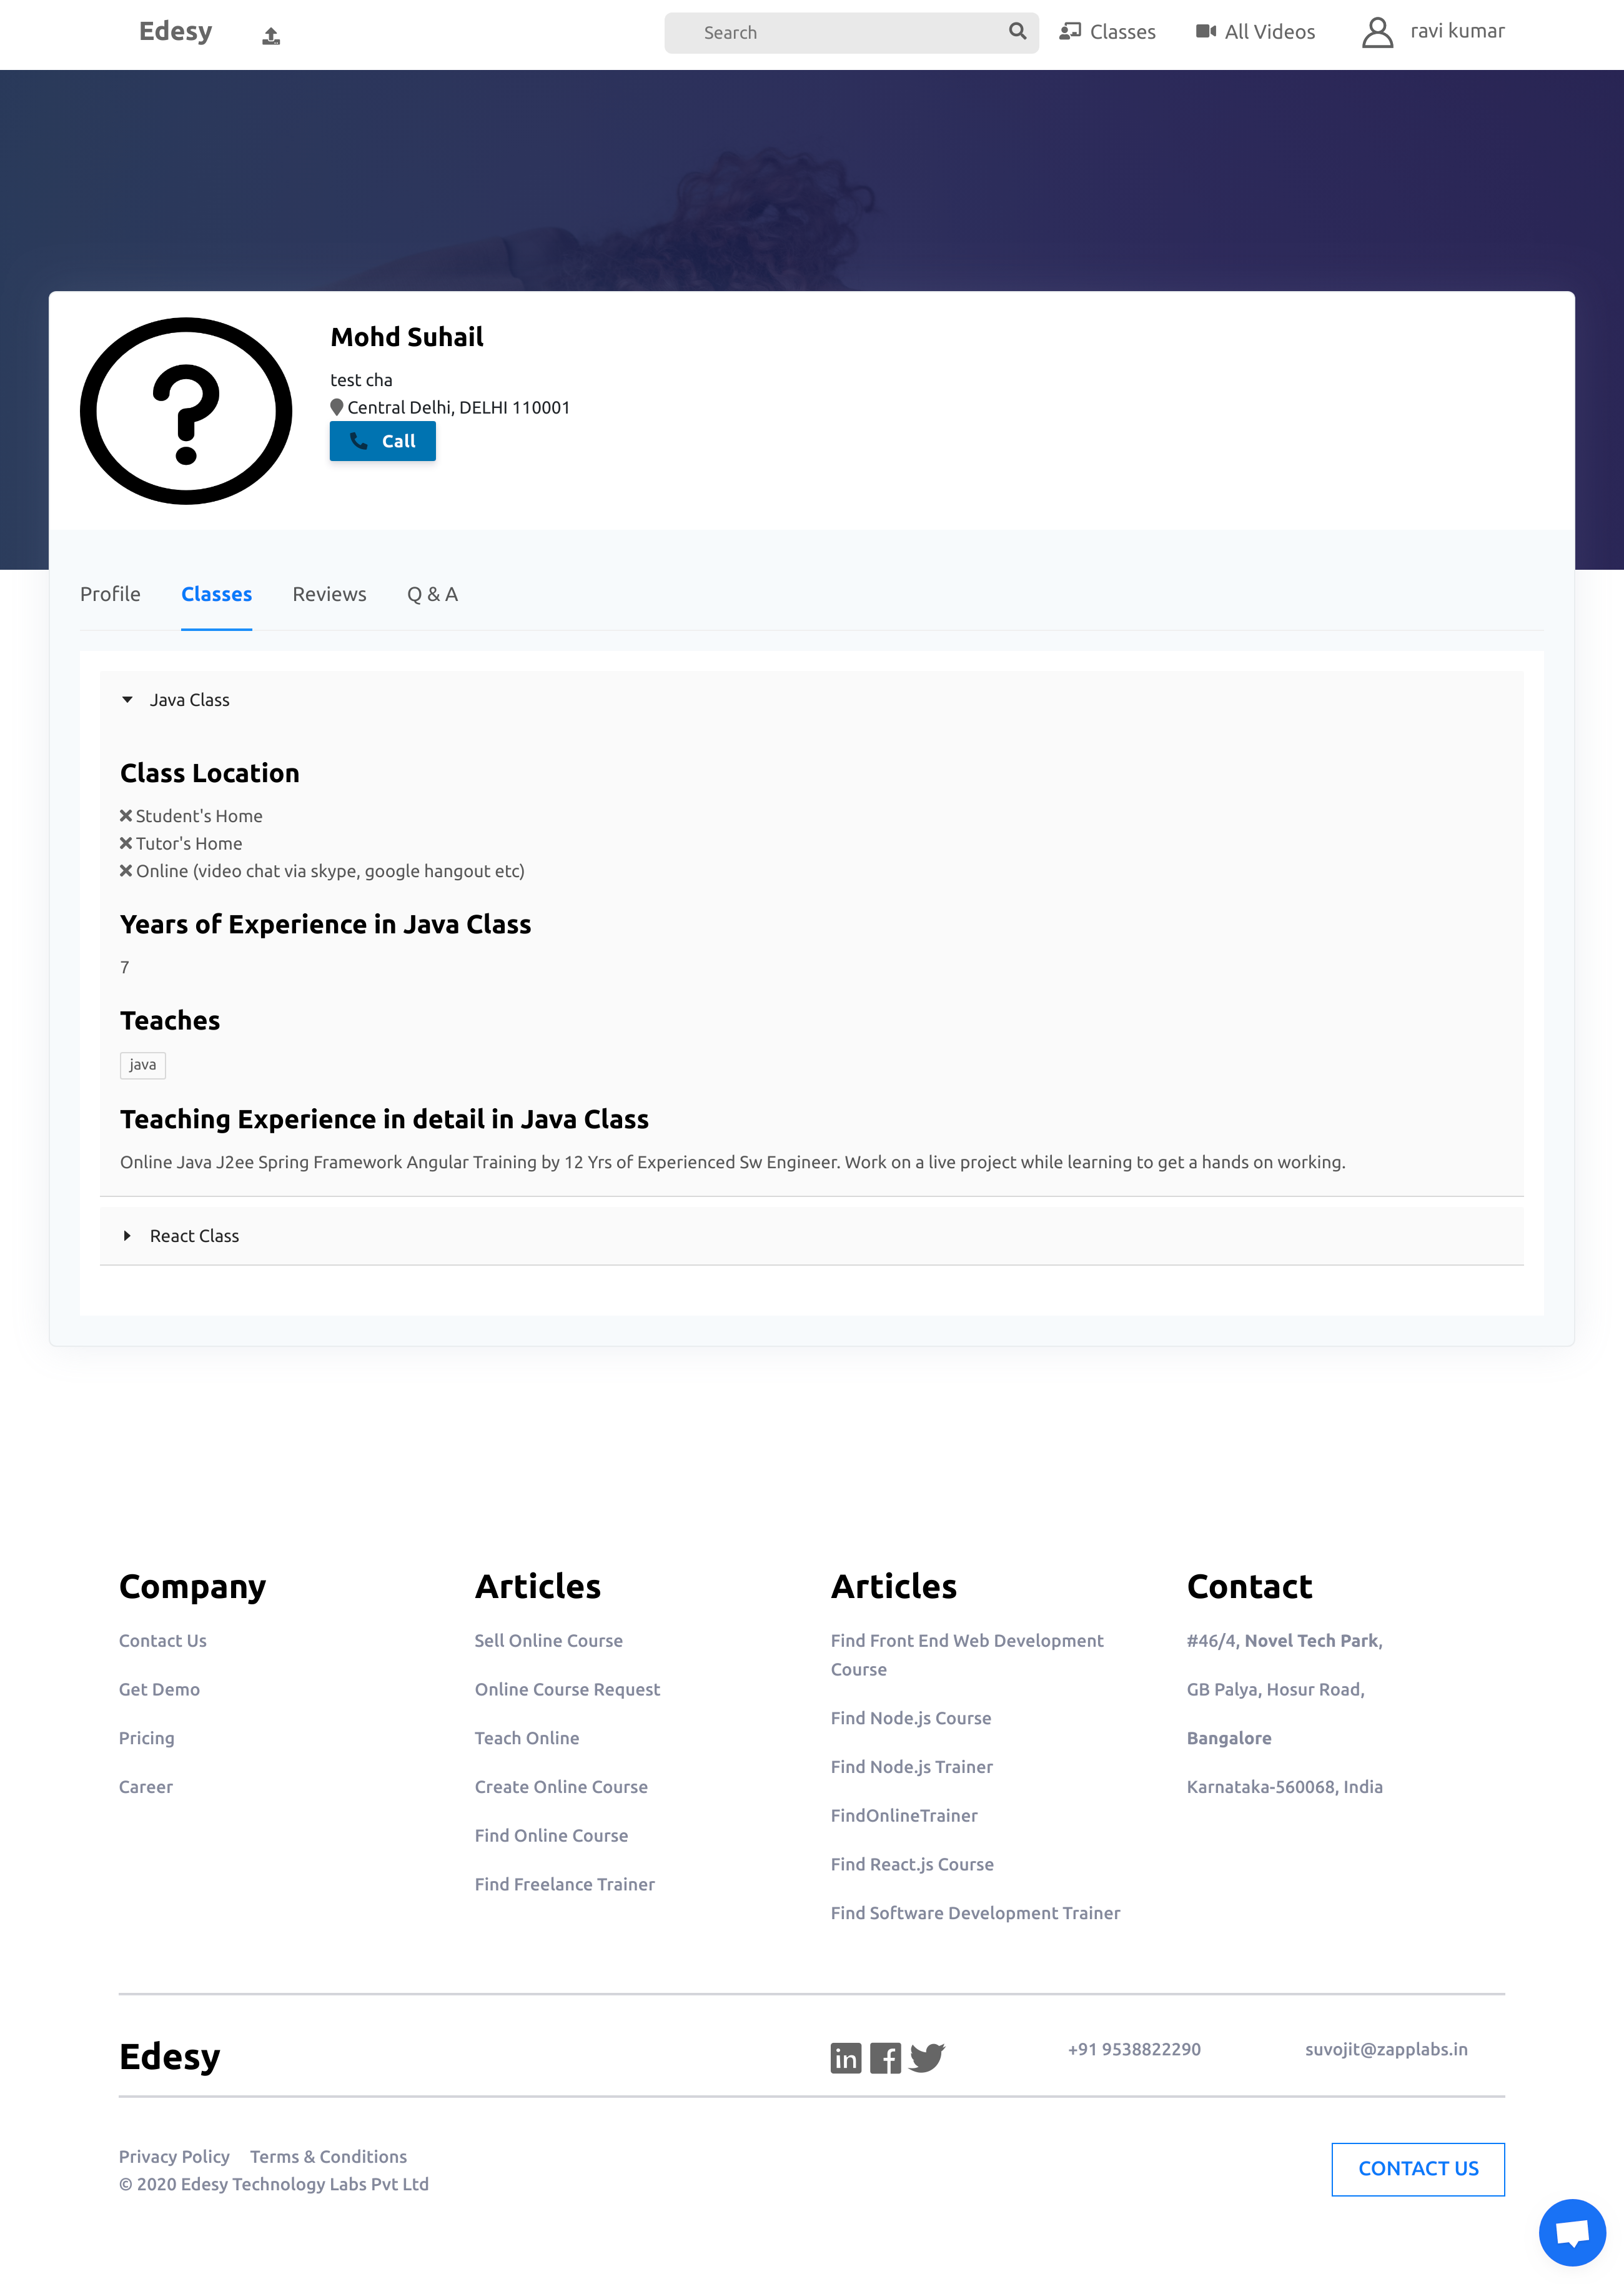 Edesy
Search
Classes
All Videos
ravi kumar
Mohd Suhail
test cha
Central Delhi, DELHI 110001
Call
Profile
Classes
Reviews
Q & A
Java Class
Class Location
Student's Home
Tutor's Home
Online (video chat via skype, google hangout etc)
Years of Experience in Java Class
7
Teaches
java
Teaching Experience in detail in Java Class
Online Java J2ee Spring Framework Angular Training by 12 Yrs of Experienced Sw Engineer. Work on a live project while learning to get a hands on working.
React Class
Company
Contact Us
Get Demo
Pricing
Career
Articles
Sell Online Course
Online Course Request
Teach Online
Create Online Course
Find Online Course
Find Freelance Trainer
Articles
Find Front End Web Development
Course
Find Node.js Course
Find Node.js Trainer
FindOnlineTrainer
Find React.js Course
Find Software Development Trainer
Contact
#46/4, Novel Tech Park,
GB Palya, Hosur Road,
Bangalore
Karnataka-560068, India
Edesy
+91 9538822290
suvojit@zapplabs.in
Privacy Policy
Terms & Conditions
© 2020 Edesy Technology Labs Pvt Ltd
CONTACT US